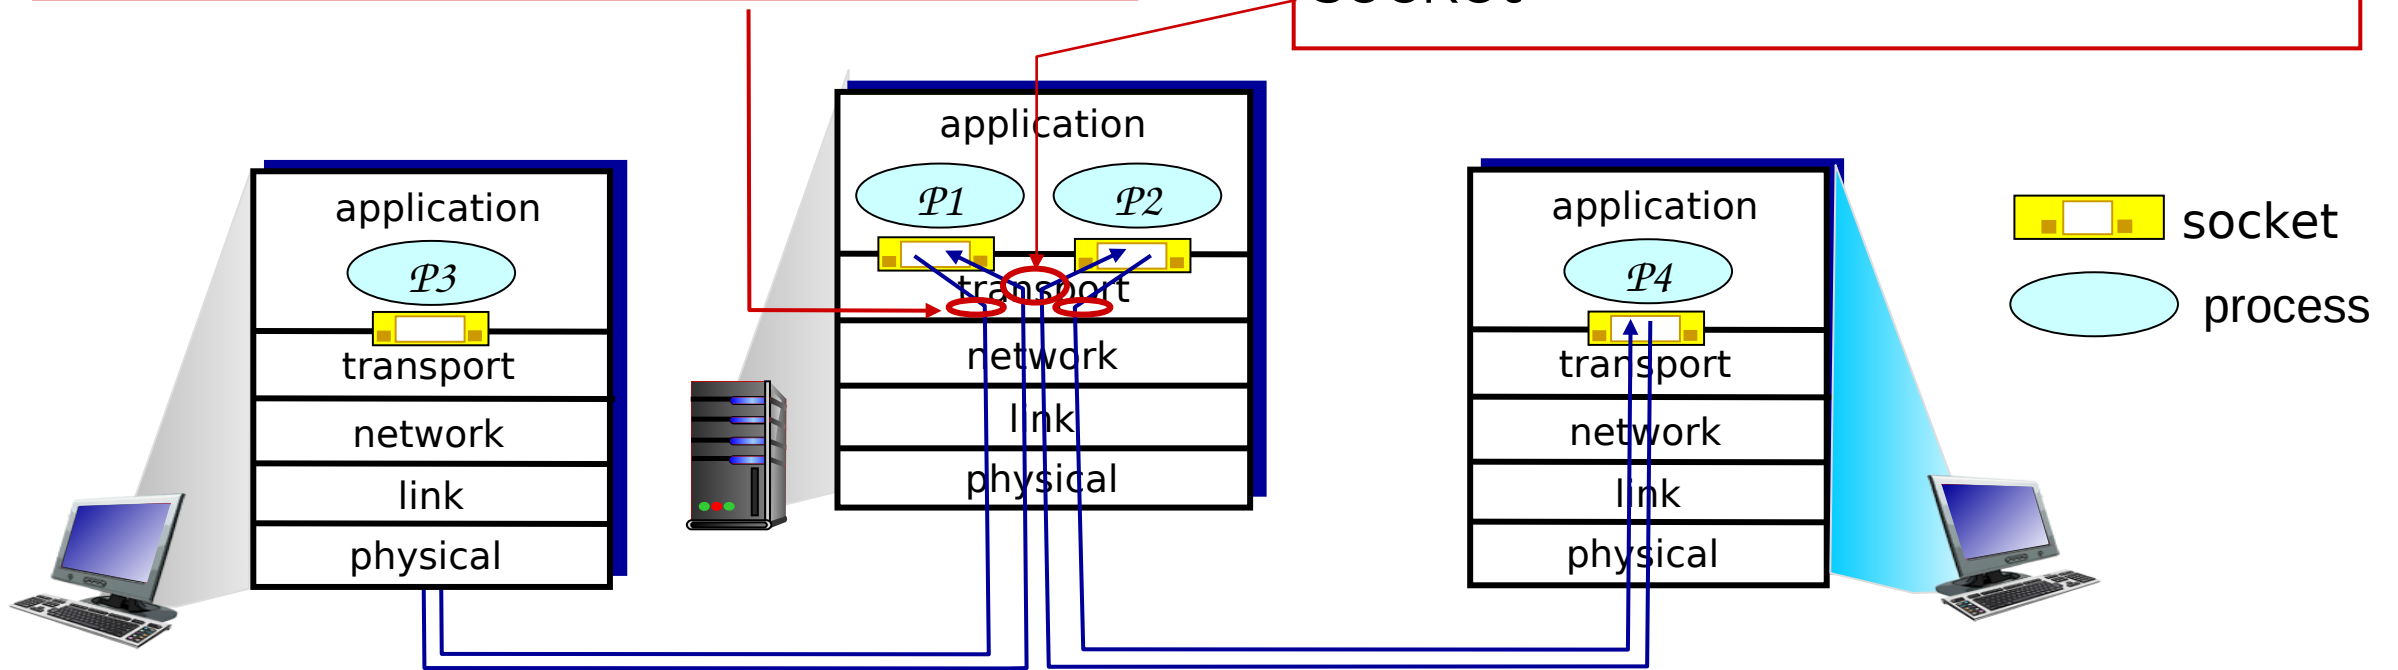 socket
application
P1
P2
transport
network
link
physical
application
P3
transport
network
link
physical
application
P4
transport
network
link
physical
socket
process